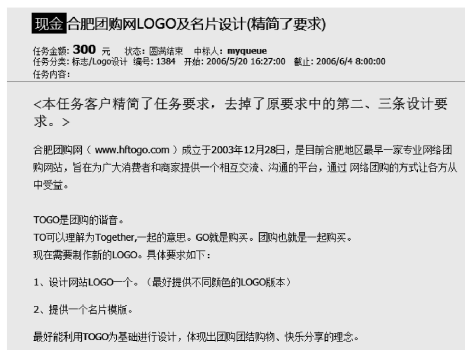 现金 合肥团购网LOGO及名片设计(精简了要求)
任务金额: 300 元 状态: 圆满结束 中标人: myqueue
任务分类: 标志/Logo设计 编号: 1384 开始: 2006/5/20 16:27:00 截止: 2006/6/4 8:00:00
任务内容:
<本任务客户精简了任务要求，去掉了原要求中的第二、三条设计要
求。>
合肥团购网（ www.hftogo.com ）成立于2003年12月28日，是目前合肥地区最早一家专业网络团
购网站，旨在为广大消费者和商家提供一个相互交流、沟通的平台，通过 网络团购的方式让各方从
中受益。
TOGO是团购的谐音。
TO可以理解为Together,一起的意思。GO就是购买。团购也就是一起购买。
现在需要制作新的LOGO。具体要求如下：
1、设计网站LOGO一个。（最好提供不同颜色的LOGO版本）
2、提供一个名片模版。
最好能利用TOGO为基础进行设计，体现出团购团结购物、快乐分享的理念。